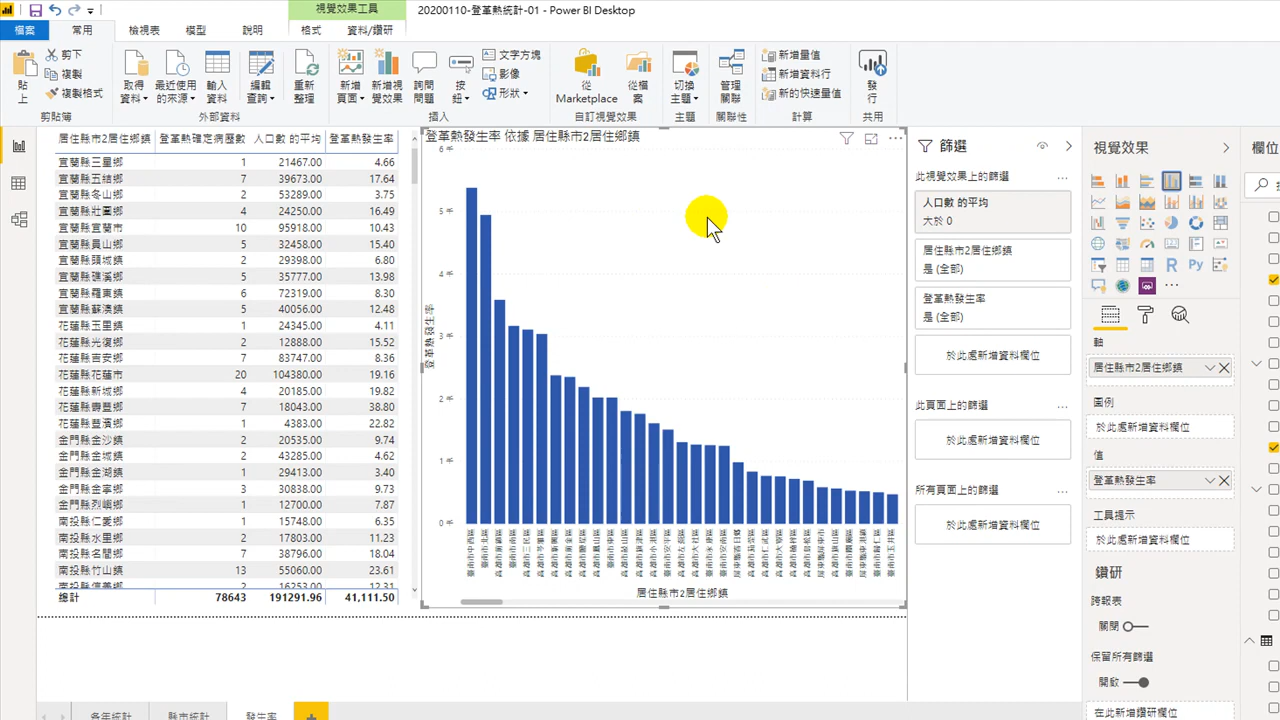 視覺效果工具
20200110-登革熱統計-01 - Power BI Desktop
檔案 常用 檢視表 模型 說明 格式 資料/鑽研
貼上 剪下 複製 複製格式
取得資料 最近使用的來源 輸入資料 編輯查詢 重新整理
新增頁面 新增視覺效果 詢問問題 按鈕 文字方塊 影像 形狀
從 Marketplace 從檔案 切換主題 管理關聯
新增量值 新增資料行 新的快速量值 發行
剪貼簿 外部資料 插入 自訂視覺效果 主題 關聯性 計算 共用
居住縣市2居住鄉鎮 登革熱確定病歷數 人口數 的平均 登革熱發生率
宜蘭縣三星鄉 1 21467.00 4.66
宜蘭縣五結鄉 7 39673.00 17.64
宜蘭縣冬山鄉 2 53289.00 3.75
宜蘭縣壯圍鄉 4 24250.00 16.49
宜蘭縣宜蘭市 10 95918.00 10.43
宜蘭縣員山鄉 5 32458.00 15.40
宜蘭縣頭城鎮 2 29398.00 6.80
宜蘭縣礁溪鄉 5 35777.00 13.98
宜蘭縣羅東鎮 6 72319.00 8.30
宜蘭縣蘇澳鎮 5 40056.00 12.48
花蓮縣玉里鎮 1 24345.00 4.11
花蓮縣光復鄉 2 12888.00 15.52
花蓮縣吉安鄉 7 83747.00 8.36
花蓮縣花蓮市 20 104380.00 19.16
花蓮縣新城鄉 4 20185.00 19.82
花蓮縣壽豐鄉 7 18043.00 38.80
花蓮縣豐濱鄉 1 4383.00 22.82
金門縣金沙鎮 2 20535.00 9.74
金門縣金城鎮 2 43285.00 4.62
金門縣金湖鎮 1 29413.00 3.40
金門縣金寧鄉 3 30838.00 9.73
金門縣烈嶼鄉 1 12700.00 7.87
南投縣仁愛鄉 1 15748.00 6.35
南投縣水里鄉 2 17803.00 11.23
南投縣名間鄉 7 38796.00 18.04
南投縣竹山鎮 13 55060.00 23.61
南投縣信義鄉 2 16253.00 12.31
總計 78643 191291.96 41,111.50
登革熱發生率 依據 居住縣市2居住鄉鎮
6 千
5 千
4 千
3 千
2 千
1 千
0 千
登革熱發生率
居住縣市2居住鄉鎮
篩選
此視覺效果上的篩選
人口數 的平均
大於 0
居住縣市2居住鄉鎮
是 (全部)
登革熱發生率
是 (全部)
於此處新增資料欄位
此頁面上的篩選
於此處新增資料欄位
所有頁面上的篩選
於此處新增資料欄位
視覺效果
R Py
軸
居住縣市2居住鄉鎮
圖例
於此處新增資料欄位
值
登革熱發生率
工具提示
於此處新增資料欄位
鑽研
跨報表
關閉
保留所有篩選
開啟
在此新增鑽研欄位
欄位
各年統計 縣市統計 發生率